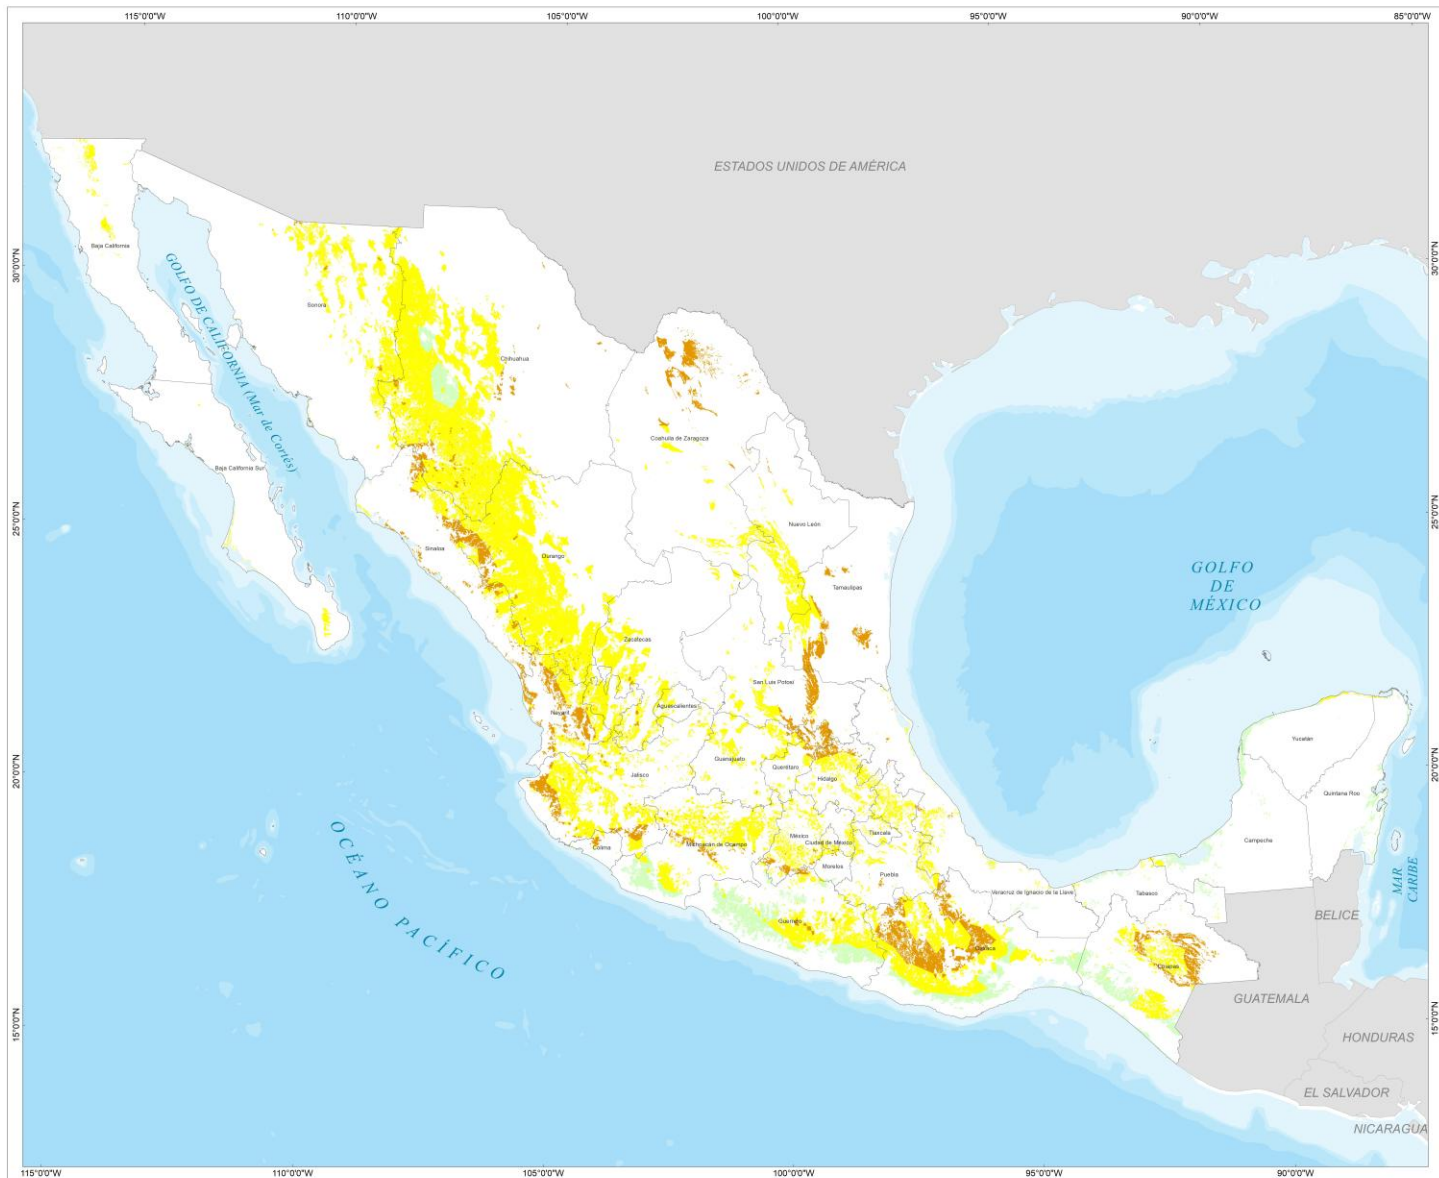 115°0'0"W
110°0'0"W
105°0'0"W
100°0'0"W
95°0'0"W
90°0'0"W
85°0'0"W
ESTADOS UNIDOS DE AMÉRICA
30°0'0"N
30°0'0"N
Baja California
GOLFO DE CALIFORNIA (Mar de Cortés)
Sonora
Chihuahua
Coahuila de Zaragoza
Baja California Sur
25°0'0"N
25°0'0"N
Nuevo León
Sinaloa
Durango
Tamaulipas
GOLFO
DE
MÉXICO
Zacatecas
San Luis Potosí
Aguascalientes
Nayarit
Yucatán
20°0'0"N
20°0'0"N
Guanajuato
Querétaro
Jalisco
Hidalgo
Quintana Roo
México
Tlaxcala
Ciudad de México
Campeche
Colima
Michoacán de Ocampo
Morelos
Puebla
Veracruz de Ignacio de la Llave
Tabasco
MAR
CARIBE
OCÉANO PACÍFICO
Guerrero
BELICE
Oaxaca
Chiapas
GUATEMALA
15°0'0"N
15°0'0"N
HONDURAS
EL SALVADOR
NICARAGUA
115°0'0"W
110°0'0"W
105°0'0"W
100°0'0"W
95°0'0"W
90°0'0"W